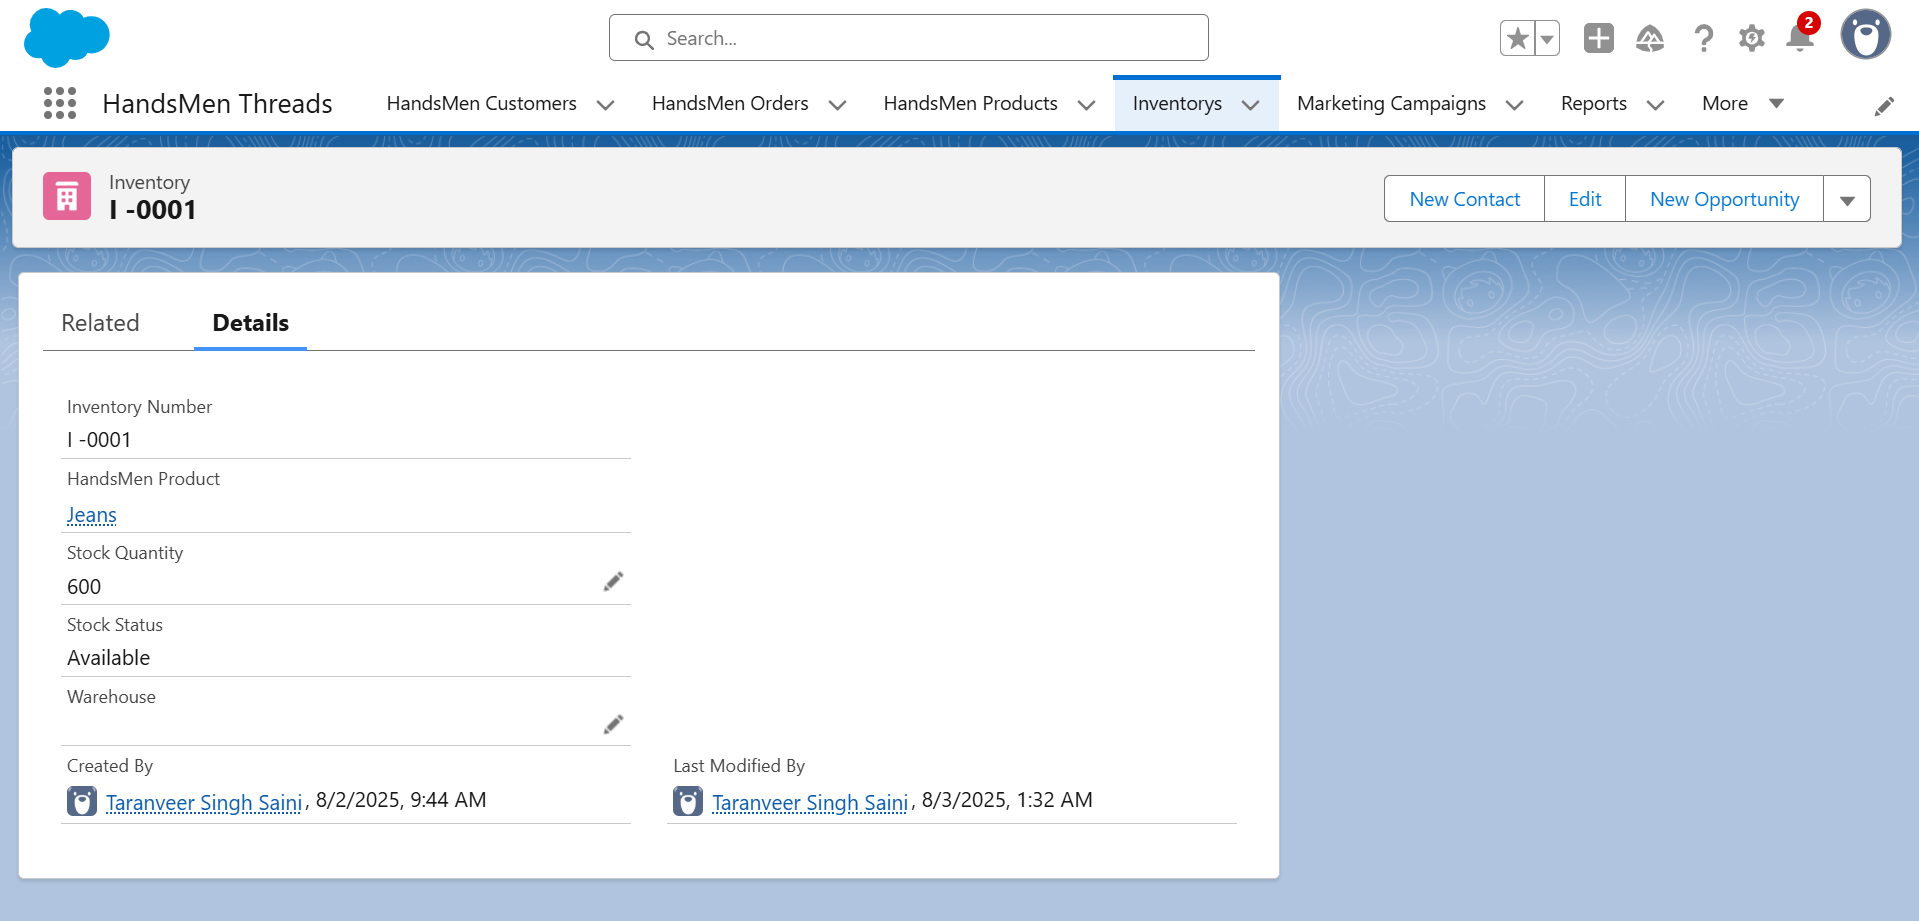 Search...
2
HandsMen Threads HandsMen Customers HandsMen Orders HandsMen Products Inventorys Marketing Campaigns Reports More
Inventory
I -0001
New Contact Edit New Opportunity
Related Details
Inventory Number
I -0001
HandsMen Product
Jeans
Stock Quantity
600
Stock Status
Available
Warehouse
Created By
Taranveer Singh Saini, 8/2/2025, 9:44 AM
Last Modified By
Taranveer Singh Saini, 8/3/2025, 1:32 AM